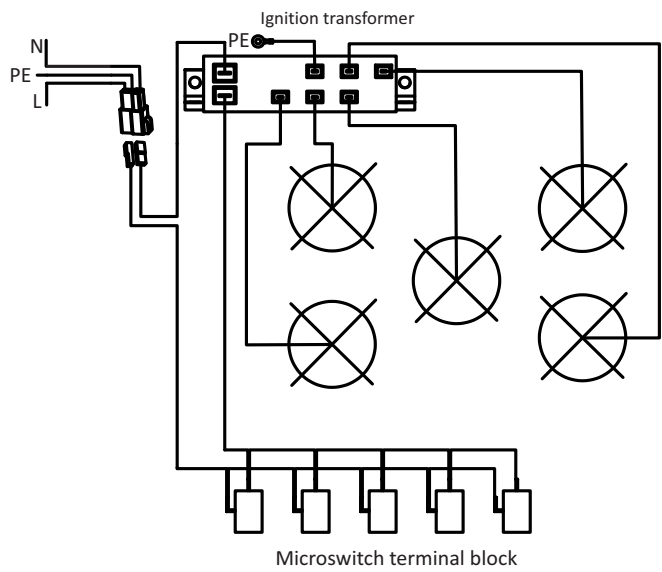 Ignition transformer
N
PE
PE
L
Microswitch terminal block